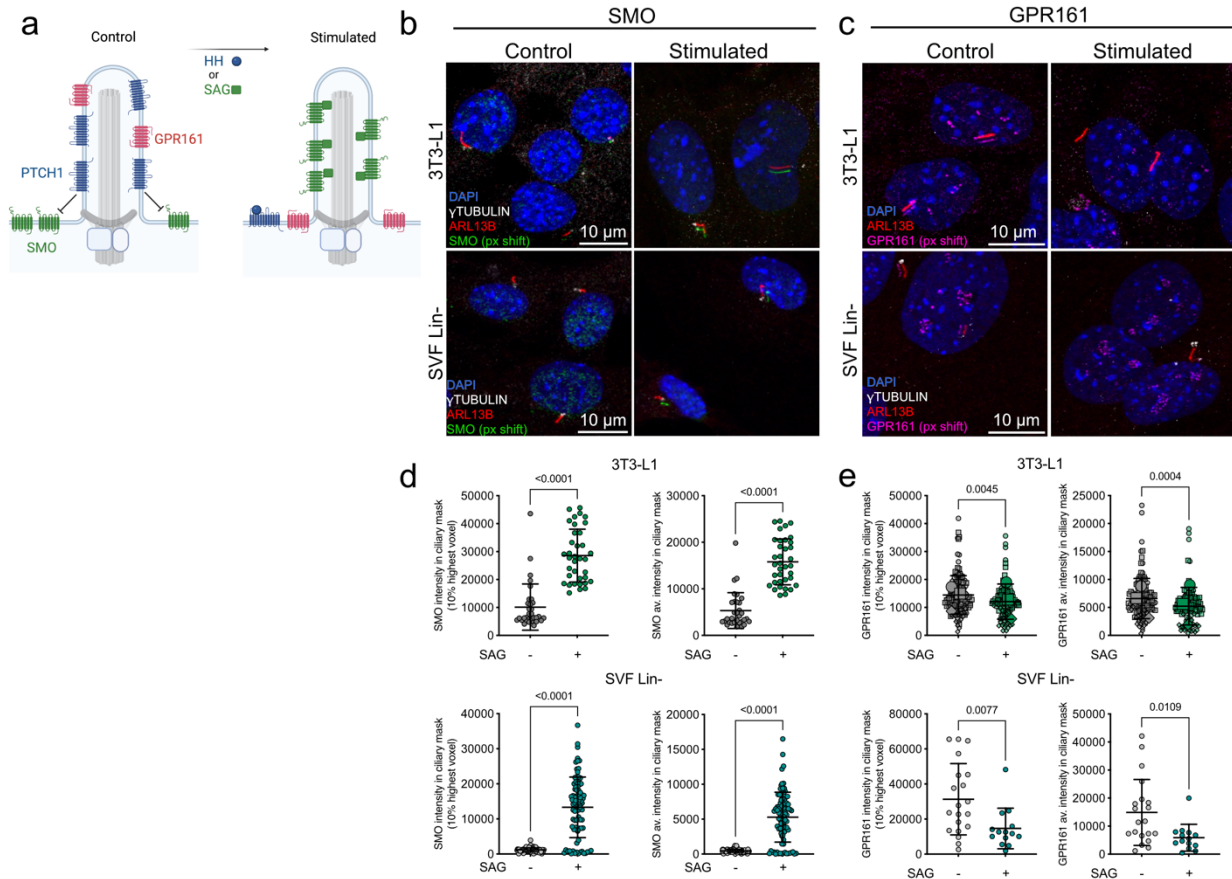 a
Control
Stimulated
HH
or
SAG
GPR161
PTCH1
SMO
b
SMO
Control
Stimulated
3T3-L1
DAPI
γTUBULIN
ARL13B
SMO (px shift)
10 µm
SVF Lin-
DAPI
γTUBULIN
ARL13B
SMO (px shift)
10 µm
c
GPR161
Control
Stimulated
3T3-L1
DAPI
γTUBULIN
ARL13B
GPR161 (px shift)
10 µm
SVF Lin-
DAPI
γTUBULIN
ARL13B
GPR161 (px shift)
10 µm
d
3T3-L1
<0.0001
SMO intensity in ciliary mask
(10% highest voxel)
50000
40000
30000
20000
10000
0
SAG - +
<0.0001
SMO av. intensity in ciliary mask
30000
20000
10000
0
SAG - +
SVF Lin-
<0.0001
SMO intensity in ciliary mask
(10% highest voxel)
40000
30000
20000
10000
0
SAG - +
<0.0001
SMO av. intensity in ciliary mask
20000
15000
10000
5000
0
SAG - +
e
3T3-L1
0.0045
GPR161 intensity in ciliary mask
(10% highest voxel)
50000
40000
30000
20000
10000
0
SAG - +
0.0004
GPR161 av. intensity in ciliary mask
25000
20000
15000
10000
5000
0
SAG - +
SVF Lin-
0.0077
GPR161 intensity in ciliary mask
(10% highest voxel)
80000
60000
40000
20000
0
SAG - +
0.0109
GPR161 av. intensity in ciliary mask
50000
40000
30000
20000
10000
0
SAG - +